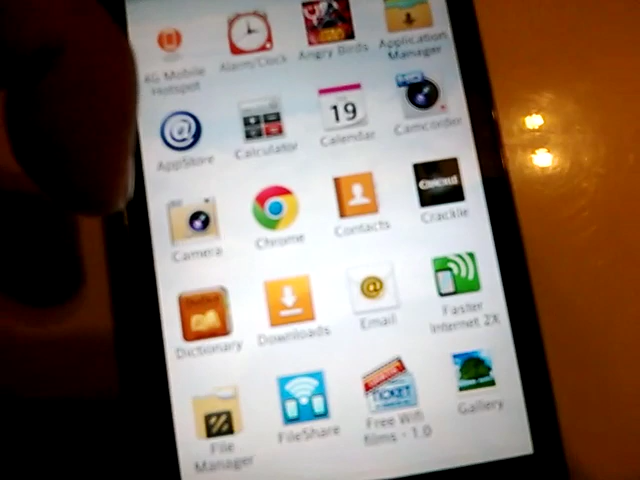 4G Mobile
Hotspot
Alarm/Clock
Angry Birds
Application
Manager
AppStore
Calculator
19
Calendar
Camcorder
Camera
Chrome
Contacts
CRACKLE
Crackle
Dictionary
Downloads
@
Email
Faster
Internet 2X
File
Manager
FileShare
TICKET
Free Wifi
films - 1.0
Gallery